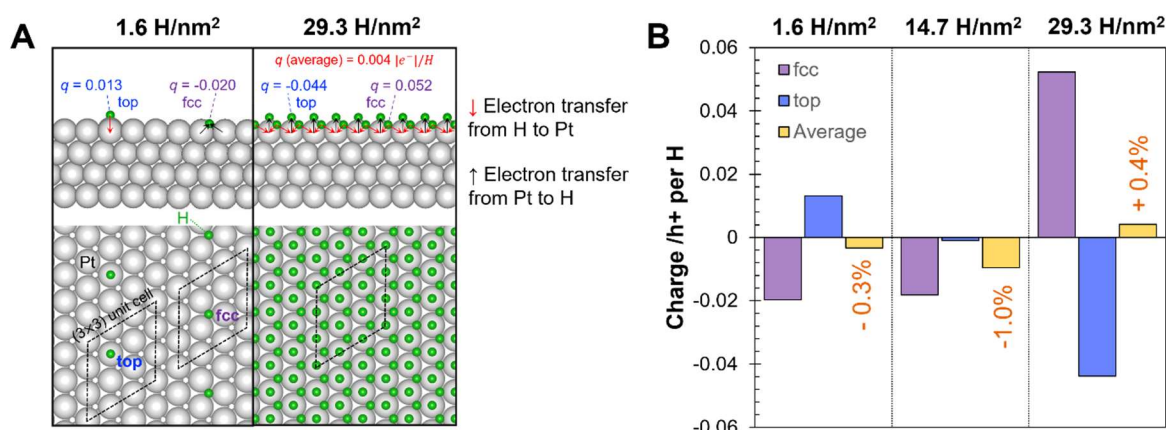 A
1.6 H/nm²
29.3 H/nm²
q (average) = 0.004 |e⁻|/H
q = 0.013
top
q = -0.020
fcc
q = -0.044
top
q = 0.052
fcc
↓ Electron transfer
from H to Pt
↑ Electron transfer
from Pt to H
H
Pt
(3×3) unit cell
fcc
top
B
1.6 H/nm²
14.7 H/nm²
29.3 H/nm²
Charge /h+ per H
0.06
0.04
0.02
0
-0.02
-0.04
-0.06
fcc
top
Average
- 0.3%
-1.0%
+ 0.4%